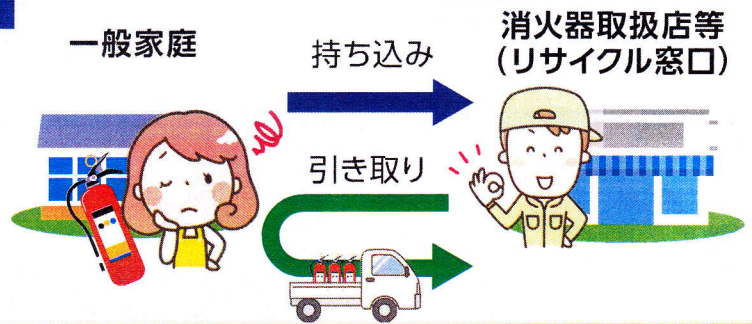 一般家庭
持ち込み
消火器取扱店等
(リサイクル窓口)
引き取り